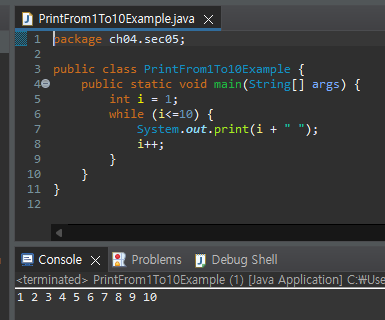 PrintFrom1To10Example.java
1 package ch04.sec05;
2
3 public class PrintFrom1To10Example {
4 public static void main(String[] args) {
5 int i = 1;
6 while (i<=10) {
7 System.out.print(i + " ");
8 i++;
9 }
10 }
11 }
12
Console Problems Debug Shell
<terminated> PrintFrom1To10Example (1) [Java Application] C:₩Use
1 2 3 4 5 6 7 8 9 10